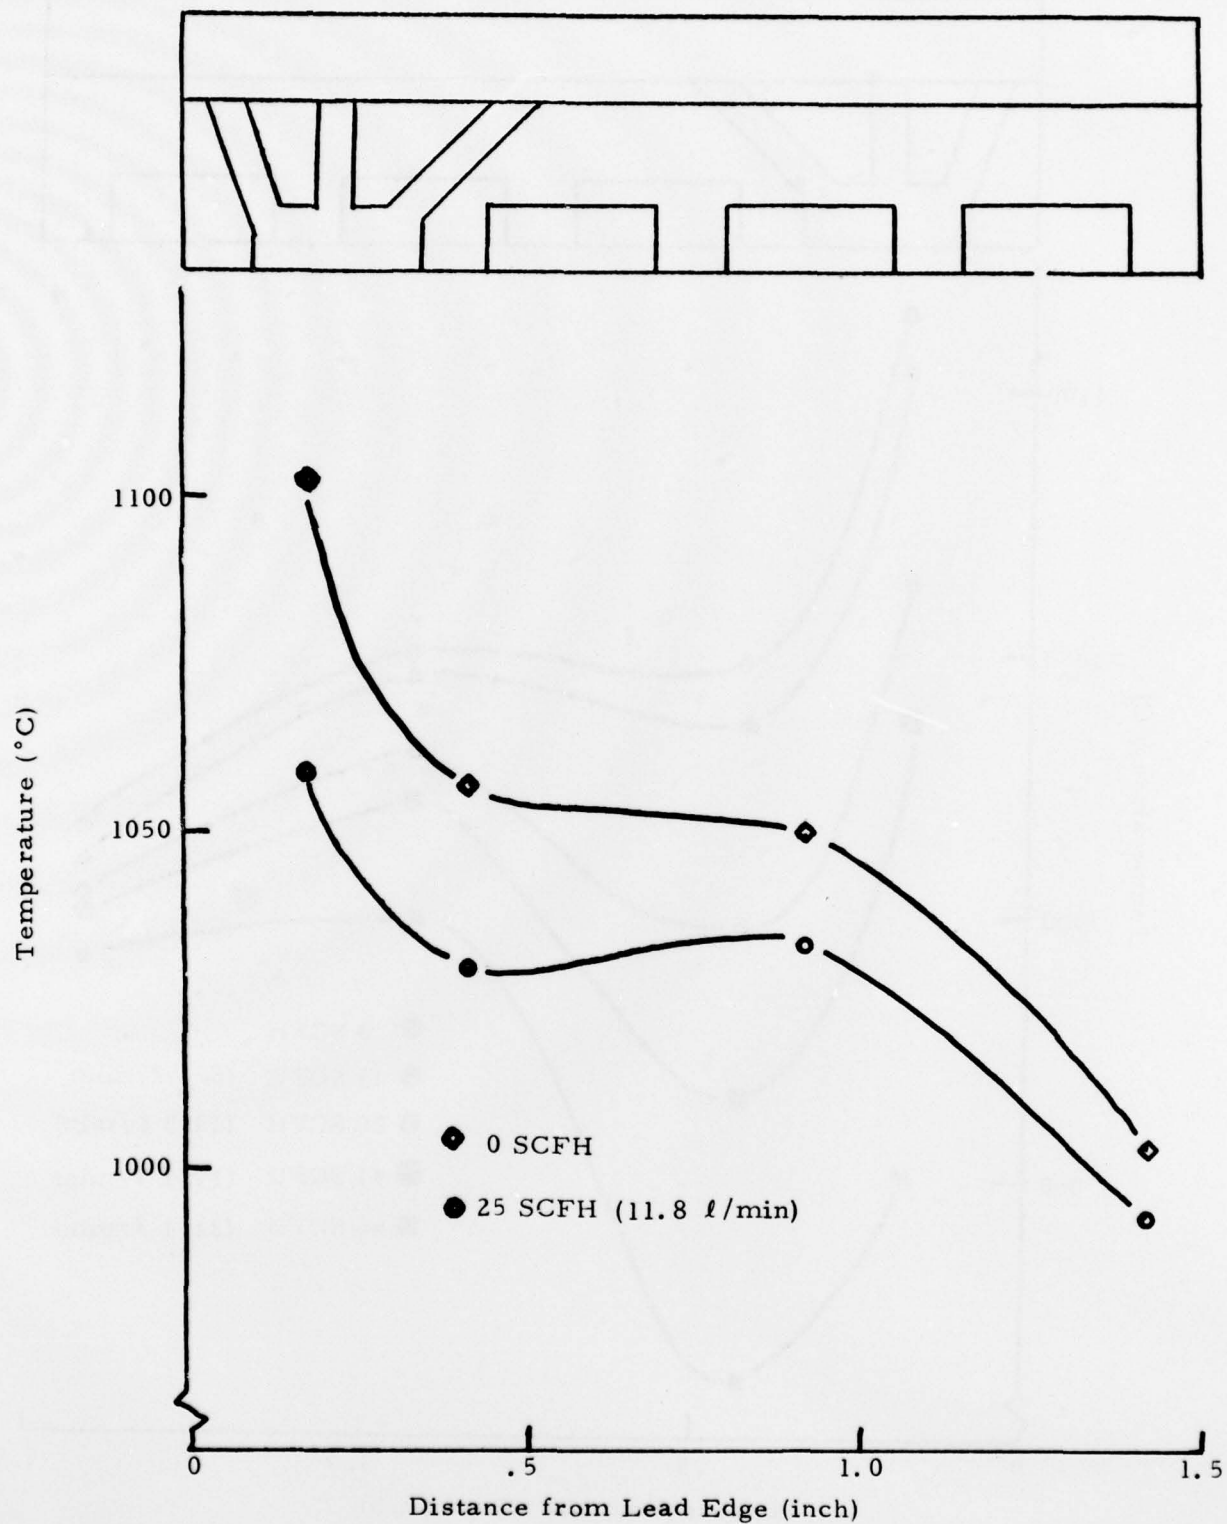 1100
1050
1000
Temperature (°C)
0 SCFH
25 SCFH (11.8 ℓ/min)
0 .5 1.0 1.5
Distance from Lead Edge (inch)